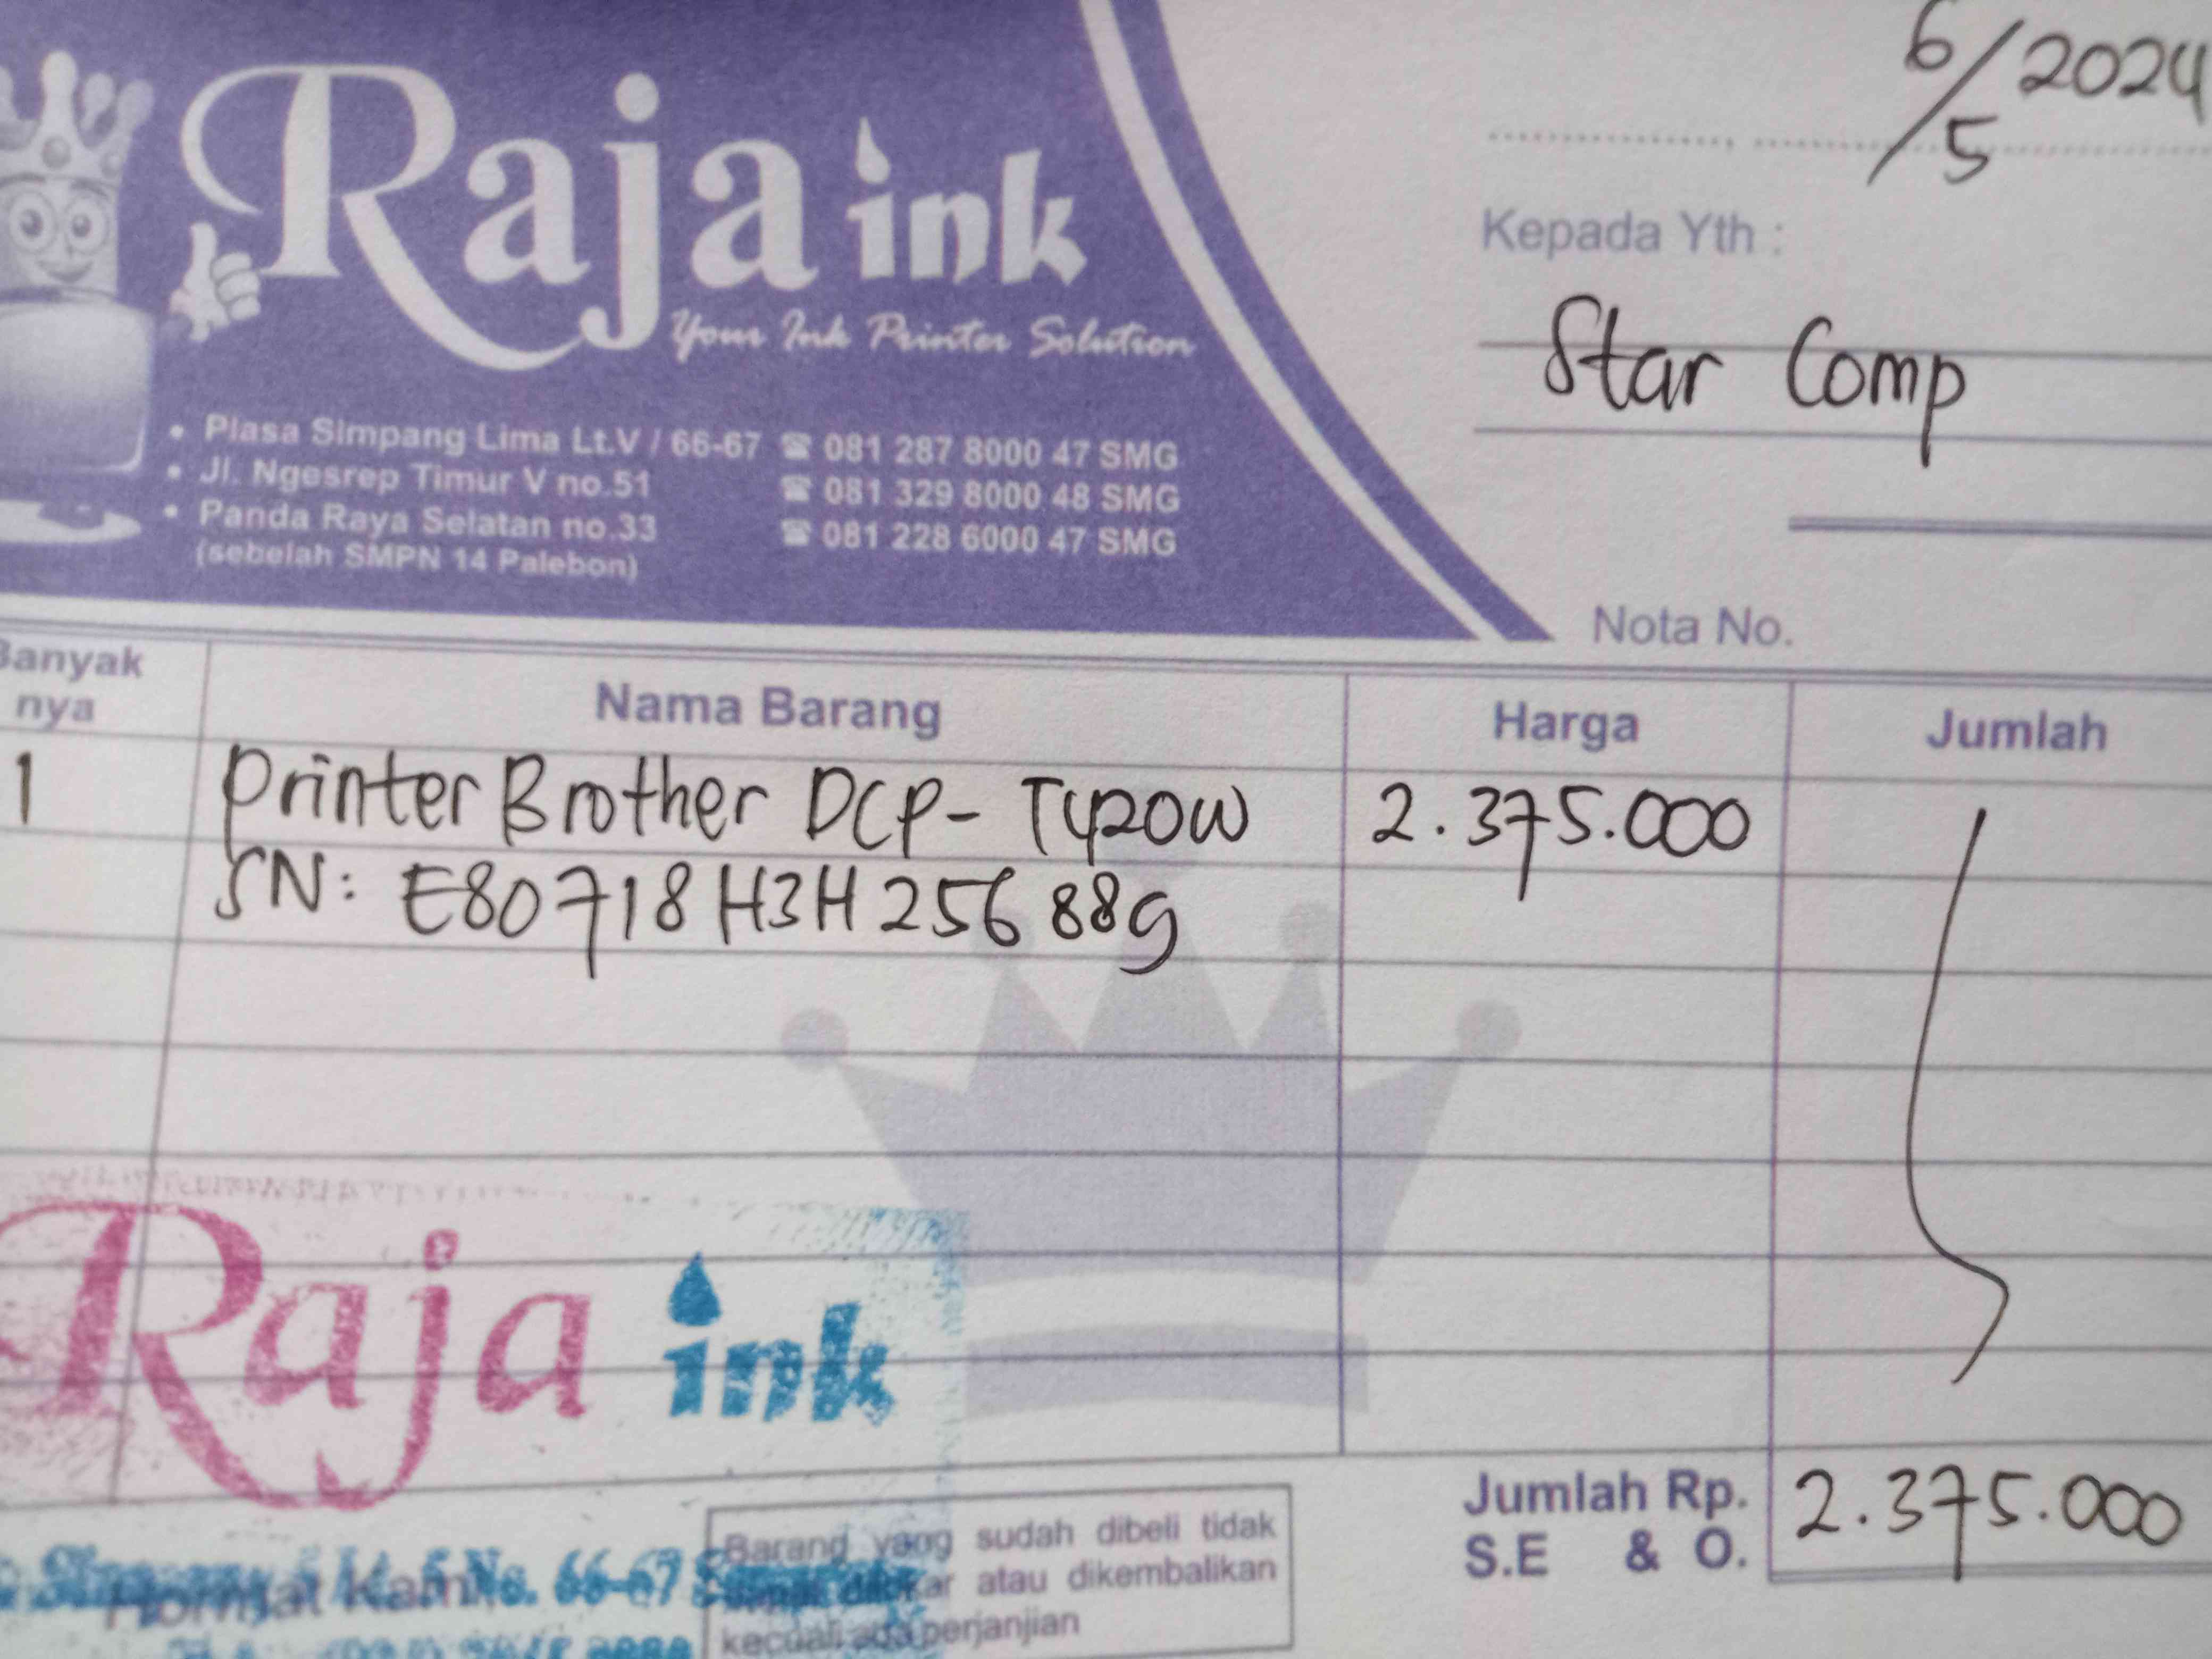 Raja ink
Your Ink Printer Solution
• Plasa Simpang Lima Lt.V / 66-67 ☎ 081 287 8000 47 SMG
• Jl. Ngesrep Timur V no.51 ☎ 081 329 8000 48 SMG
• Panda Raya Selatan no.33 ☎ 081 228 6000 47 SMG
(sebelah SMPN 14 Palebon)
6/5 2024
Kepada Yth :
Star Comp
Nota No.
Banyak nya Nama Barang Harga Jumlah
1 Printer Brother DCP-T420W 2.375.000
SN: E80718H3H256889
Raja ink
Jumlah Rp. 2.375.000
S.E & O.
No. 66-67
Hormat Kami
Barang yang sudah dibeli tidak
atau dikembalikan
kecuali ada perjanjian